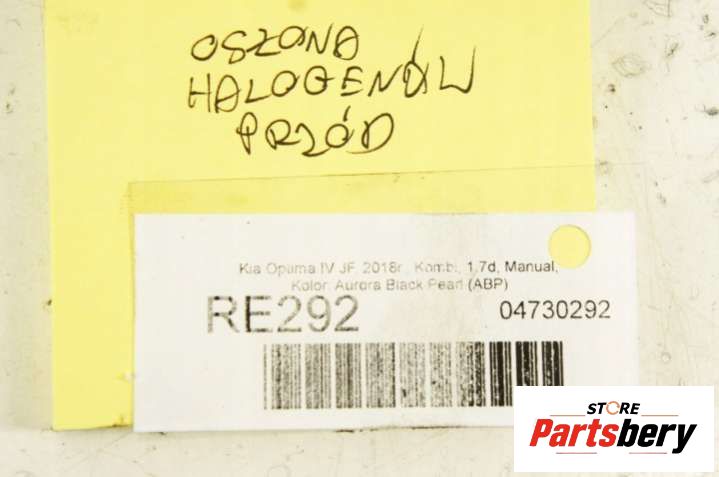 OSŁONA
HALOGENÓW
PRZÓD
Kia Opama IV JF, 2018r., Kombi, 1.7d, Manual,
Kolor: Aurora Black Pearl (ABP)
RE292
04730292
STORE
Partsbery